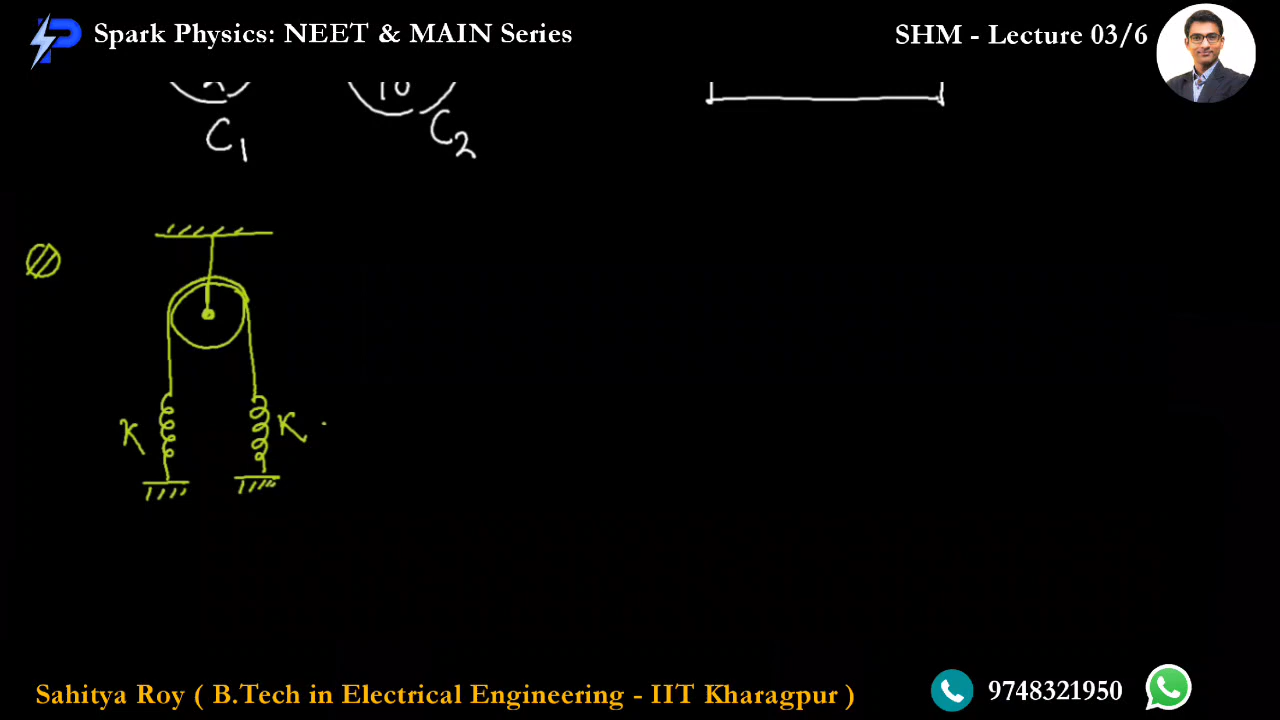 Spark Physics: NEET & MAIN Series
SHM - Lecture 03/6
10
C1
C2
K
K
Sahitya Roy ( B.Tech in Electrical Engineering - IIT Kharagpur )
9748321950